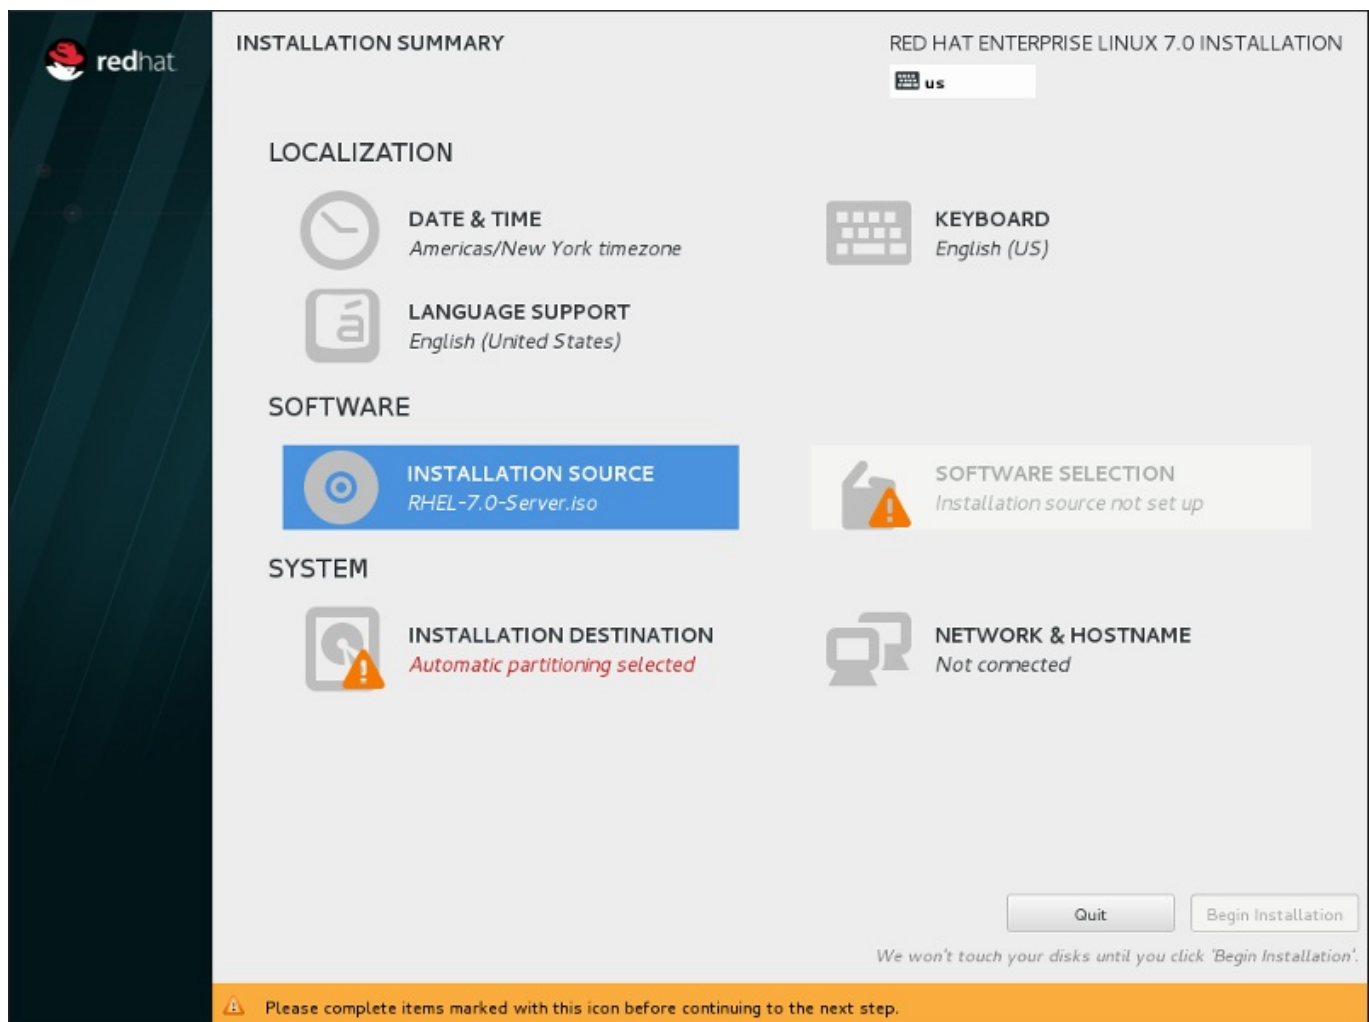 redhat
INSTALLATION SUMMARY
RED HAT ENTERPRISE LINUX 7.0 INSTALLATION
us
LOCALIZATION
DATE & TIME
Americas/New York timezone
KEYBOARD
English (US)
á
LANGUAGE SUPPORT
English (United States)
SOFTWARE
INSTALLATION SOURCE
RHEL-7.0-Server.iso
SOFTWARE SELECTION
Installation source not set up
SYSTEM
INSTALLATION DESTINATION
Automatic partitioning selected
NETWORK & HOSTNAME
Not connected
Quit
Begin Installation
We won't touch your disks until you click 'Begin Installation'.
Please complete items marked with this icon before continuing to the next step.